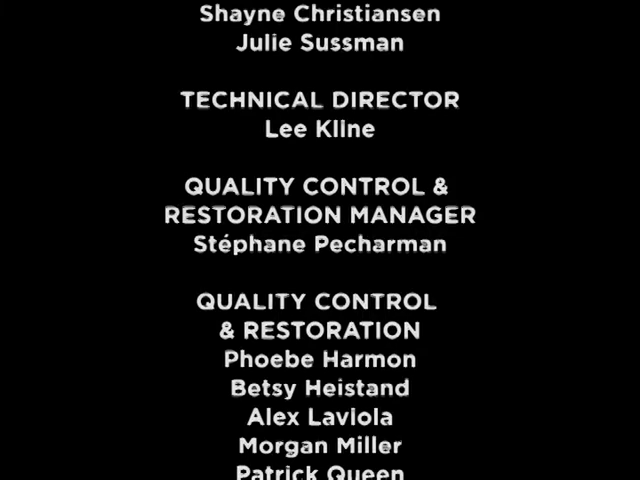 Shayne Christiansen
Julie Sussman
TECHNICAL DIRECTOR
Lee Kline
QUALITY CONTROL &
RESTORATION MANAGER
Stéphane Pecharman
QUALITY CONTROL
& RESTORATION
Phoebe Harmon
Betsy Heistand
Alex Laviola
Morgan Miller
Patrick Queen